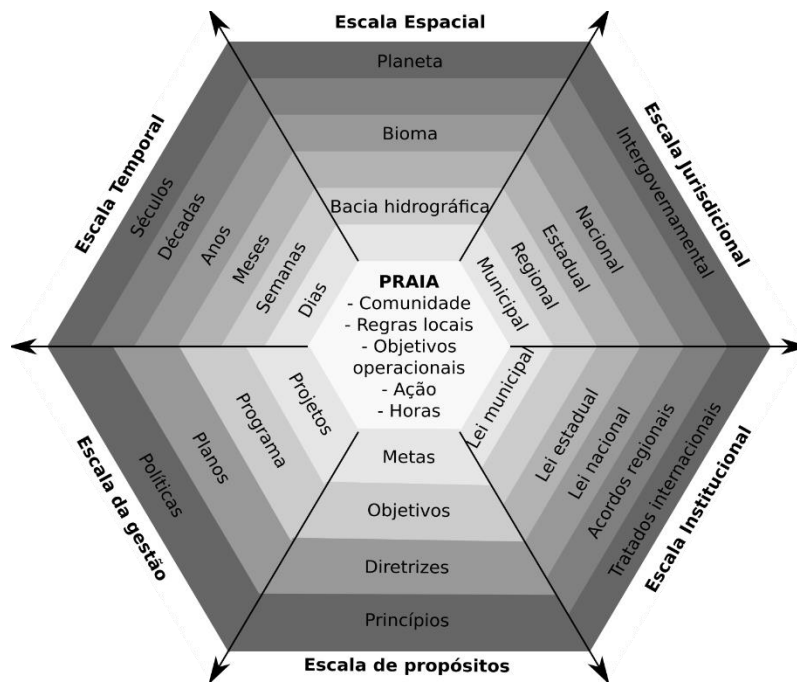 Escala Espacial
Planeta
Bioma
Bacia hidrográfica
Escala Temporal
Séculos
Décadas
Anos
Meses
Semanas
Dias
Escala Jurisdicional
Intergovernamental
Nacional
Estadual
Regional
Municipal
PRAIA
- Comunidade
- Regras locais
- Objetivos
operacionais
- Ação
- Horas
Escala da gestão
Políticas
Planos
Programa
Projetos
Metas
Objetivos
Diretrizes
Princípios
Escala de propósitos
Lei municipal
Lei estadual
Lei nacional
Acordos regionais
Tratados internacionais
Escala Institucional